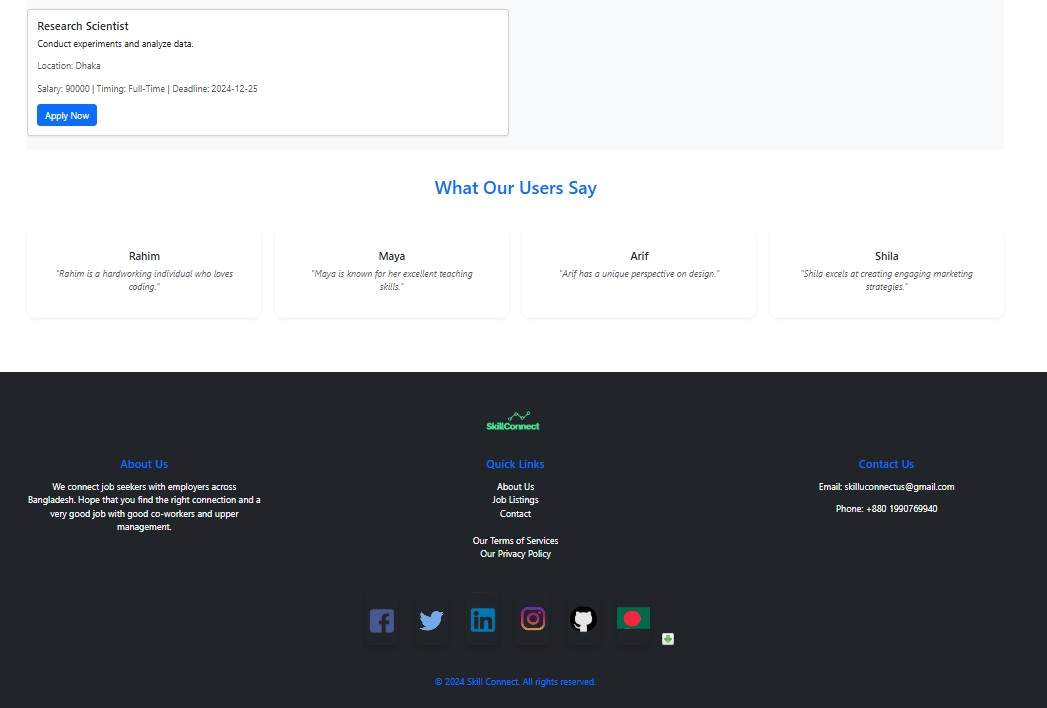 Research Scientist
Conduct experiments and analyze data.
Location: Dhaka
Salary: 90000 | Timing: Full-Time | Deadline: 2024-12-25
Apply Now
What Our Users Say
Rahim
"Rahim is a hardworking individual who loves
coding."
Maya
"Maya is known for her excellent teaching
skills."
Arif
"Arif has a unique perspective on design."
Shila
"Shila excels at creating engaging marketing
strategies."
SkillConnect
About Us
We connect job seekers with employers across
Bangladesh. Hope that you find the right connection and a
very good job with good co-workers and upper
management.
Quick Links
About Us
Job Listings
Contact
Our Terms of Services
Our Privacy Policy
Contact Us
Email: skilluconnectus@gmail.com
Phone: +880 1990769940
in
© 2024 Skill Connect. All rights reserved.